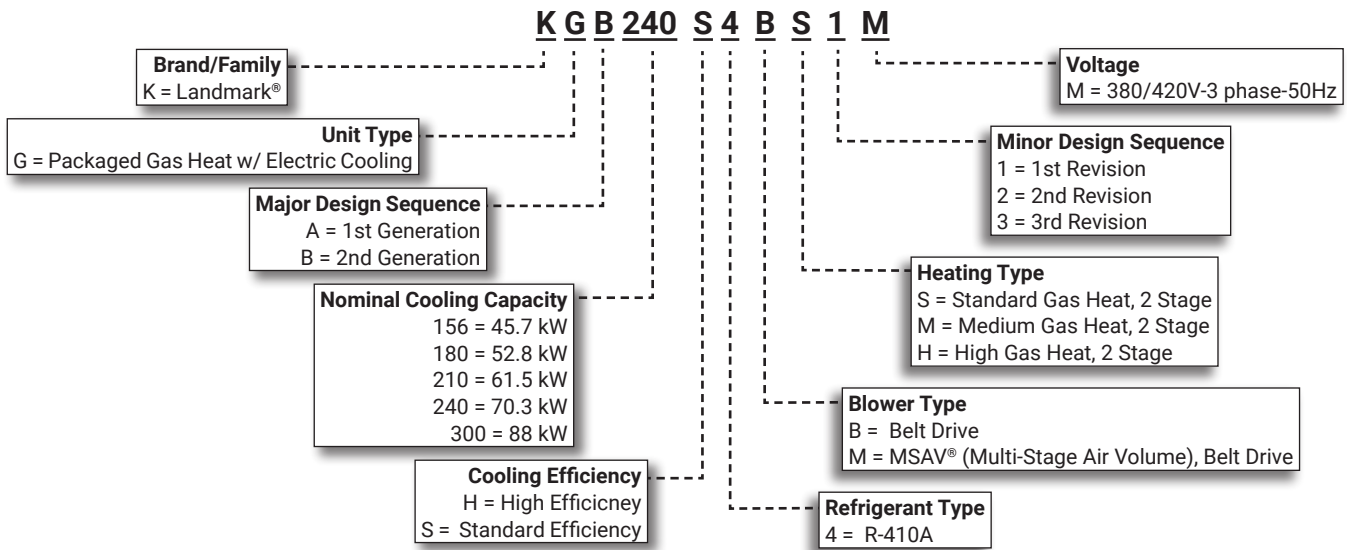 K G B 240 S 4 B S 1 M
Brand/Family
K = Landmark®
Unit Type
G = Packaged Gas Heat w/ Electric Cooling
Major Design Sequence
A = 1st Generation
B = 2nd Generation
Nominal Cooling Capacity
156 = 45.7 kW
180 = 52.8 kW
210 = 61.5 kW
240 = 70.3 kW
300 = 88 kW
Cooling Efficiency
H = High Efficicney
S = Standard Efficiency
Voltage
M = 380/420V-3 phase-50Hz
Minor Design Sequence
1 = 1st Revision
2 = 2nd Revision
3 = 3rd Revision
Heating Type
S = Standard Gas Heat, 2 Stage
M = Medium Gas Heat, 2 Stage
H = High Gas Heat, 2 Stage
Blower Type
B = Belt Drive
M = MSAV® (Multi-Stage Air Volume), Belt Drive
Refrigerant Type
4 = R-410A